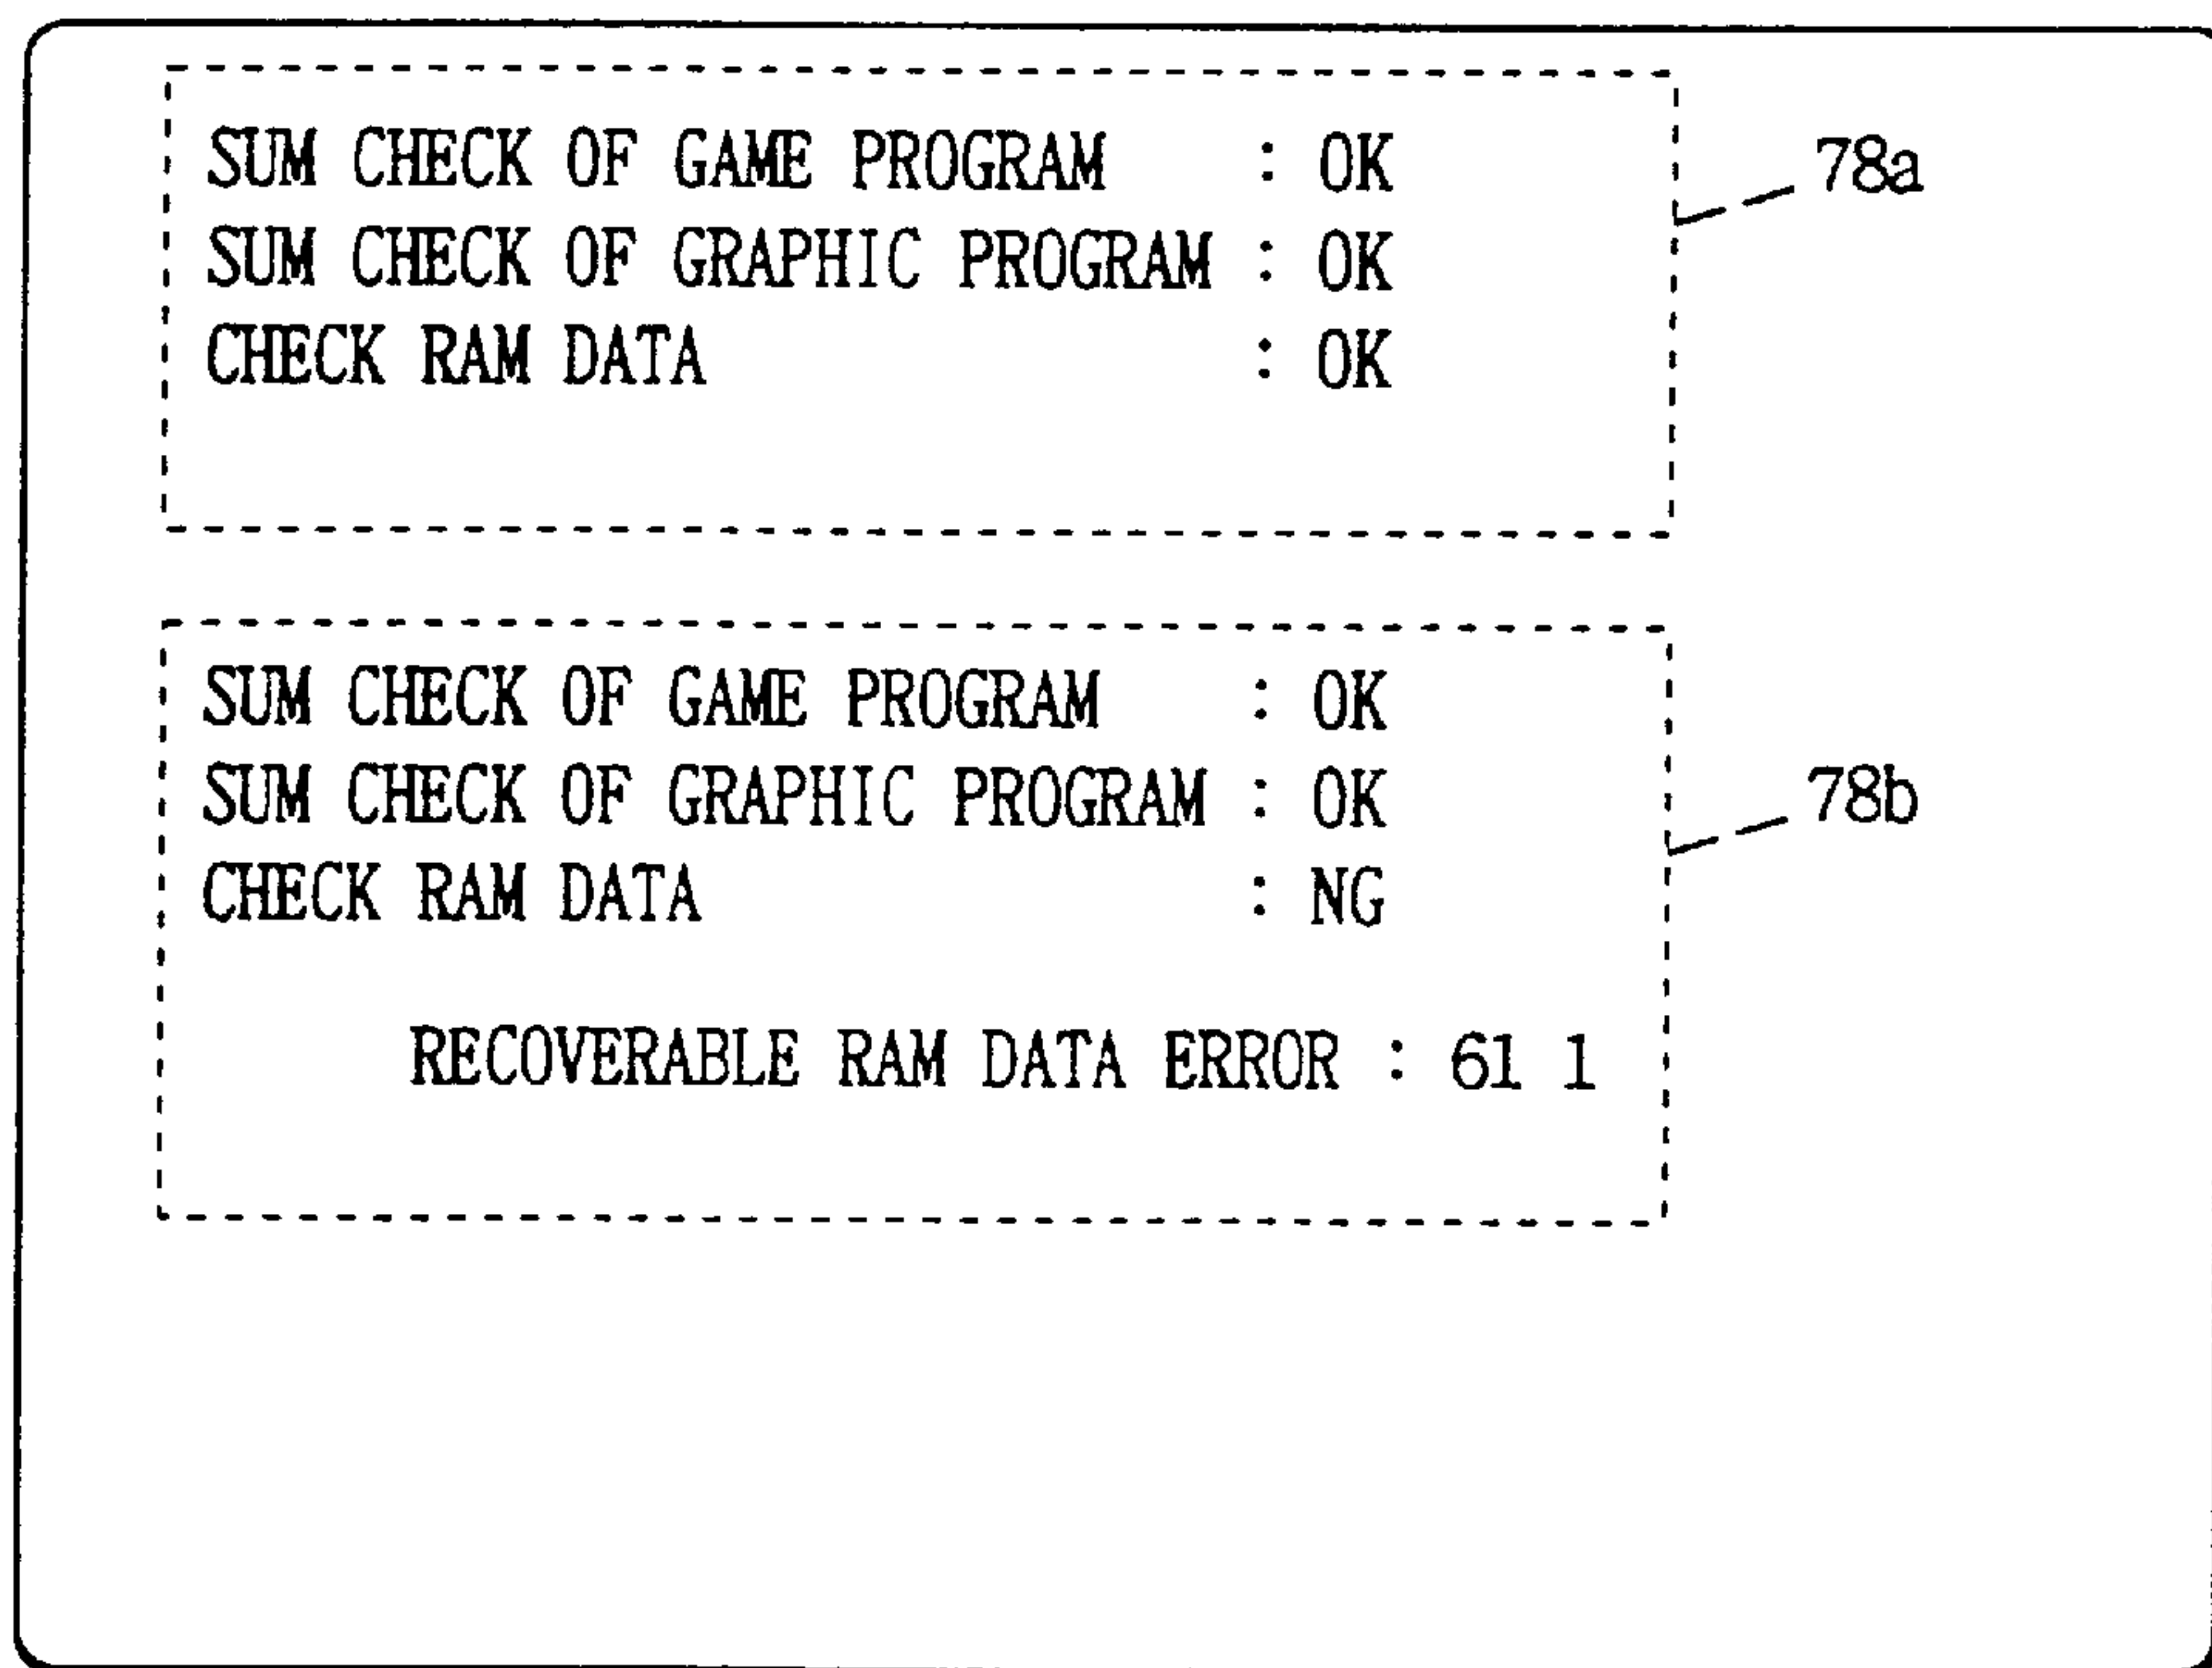 SUM CHECK OF GAME PROGRAM : OK
SUM CHECK OF GRAPHIC PROGRAM : OK
CHECK RAM DATA : OK
78a
SUM CHECK OF GAME PROGRAM : OK
SUM CHECK OF GRAPHIC PROGRAM : OK
CHECK RAM DATA : NG
RECOVERABLE RAM DATA ERROR : 61 1
78b